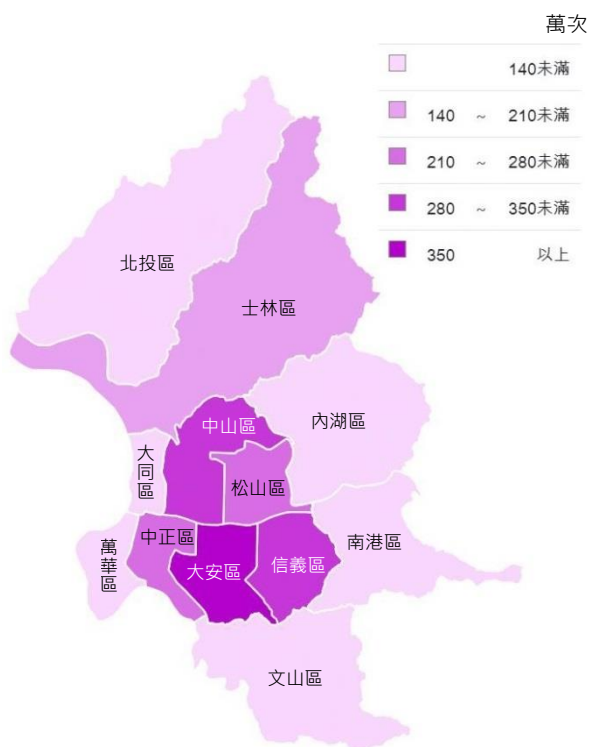 萬次
140未滿
140 ~ 210未滿
210 ~ 280未滿
280 ~ 350未滿
350 以上
北投區
士林區
中山區
內湖區
大同區
松山區
中正區
南港區
萬華區
大安區
信義區
文山區